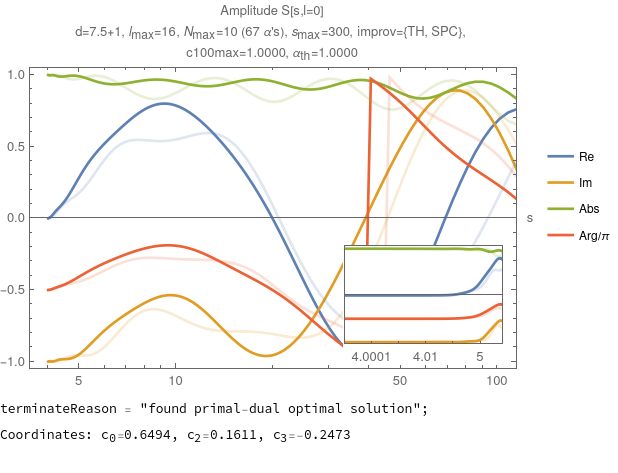 Amplitude S[s,l=0]
d=7.5+1, lmax=16, Nmax=10 (67 α's), smax=300, improv={TH, SPC},
c100max=1.0000, αth=1.0000
1.0
0.5
0.0
-0.5
-1.0
5
10
50
100
s
4.0001
4.01
5
Re
Im
Abs
Arg/π
terminateReason = "found primal-dual optimal solution";
Coordinates: c0=0.6494, c2=0.1611, c3=-0.2473